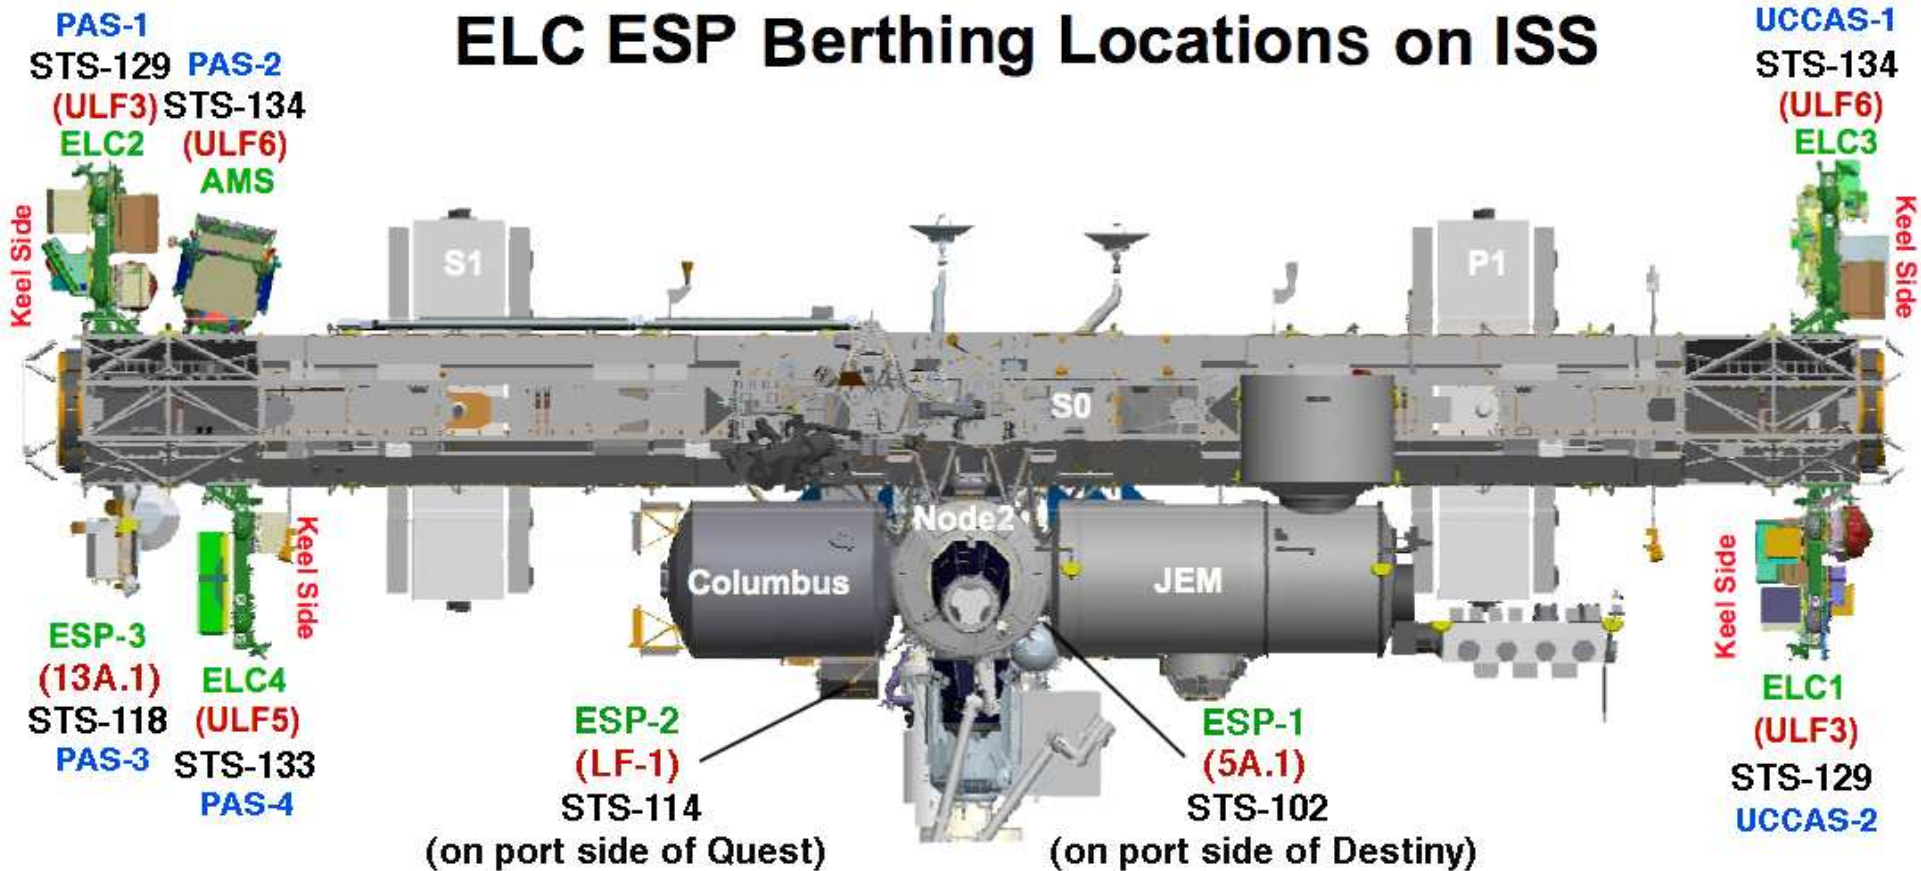 ELC ESP Berthing Locations on ISS
PAS-1
STS-129
(ULF3)
ELC2
PAS-2
STS-134
(ULF6)
AMS
UCCAS-1
STS-134
(ULF6)
ELC3
Keel Side
Keel Side
S1
P1
S0
Node2
Columbus
JEM
Keel Side
Keel Side
ESP-3
(13A.1)
STS-118
PAS-3
ELC4
(ULF5)
STS-133
PAS-4
ESP-2
(LF-1)
STS-114
(on port side of Quest)
ESP-1
(5A.1)
STS-102
(on port side of Destiny)
ELC1
(ULF3)
STS-129
UCCAS-2